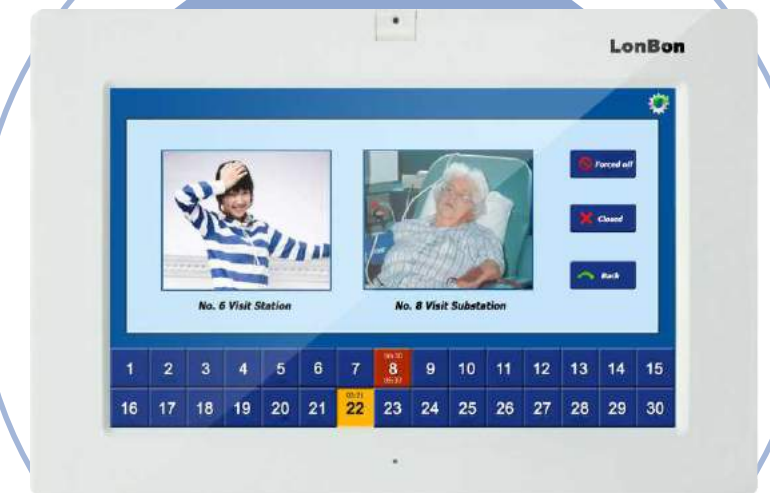 LonBon
Forced off
Closed
Back
No. 6 Visit Station
No. 8 Visit Substation
1 2 3 4 5 6 7 8 9 10 11 12 13 14 15
16 17 18 19 20 21 22 23 24 25 26 27 28 29 30